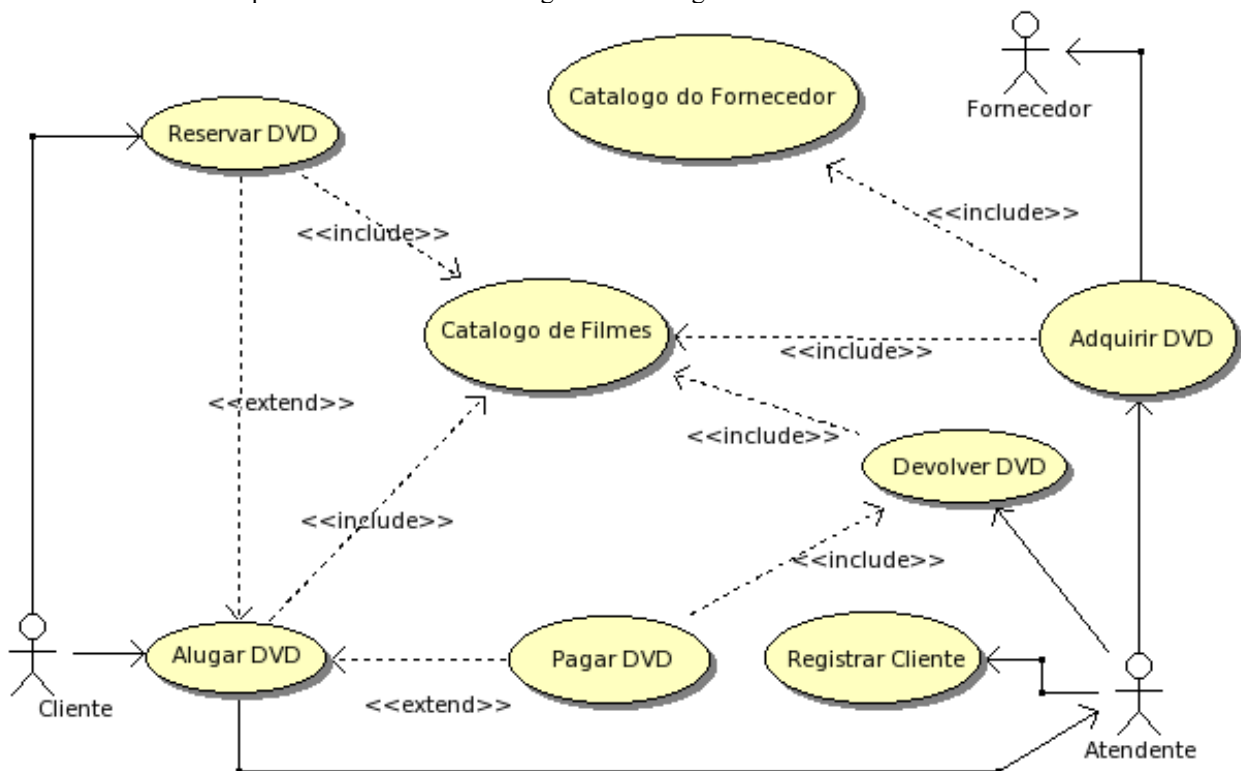 Fornecedor
Catalogo do Fornecedor
Reservar DVD
<<include>>
<<include>>
Catalogo de Filmes
<<include>>
Adquirir DVD
<<extend>>
<<include>>
Devolver DVD
<<include>>
<<include>>
Alugar DVD
Pagar DVD
Registrar Cliente
Cliente
<<extend>>
Atendente